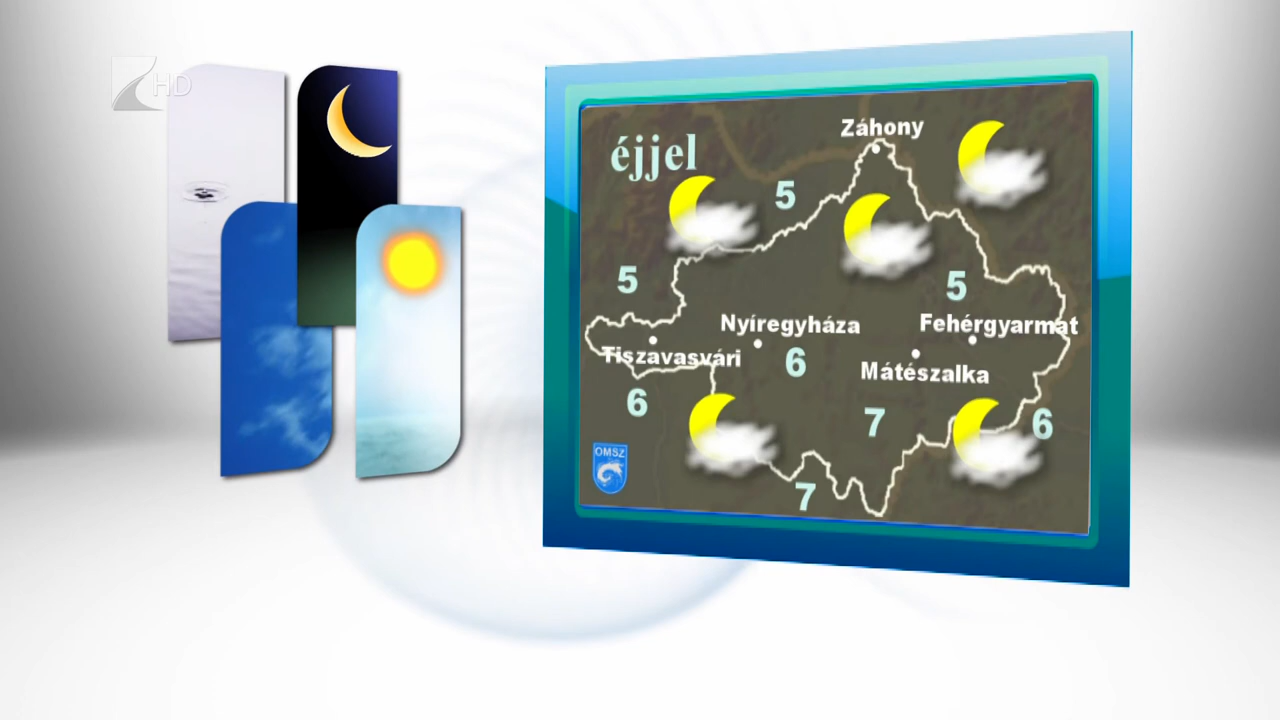 HD
éjjel
Záhony
5
5
5
Nyíregyháza
Fehérgyarmat
Tiszavasvári
6
Mátészalka
6
7
6
OMSZ
7